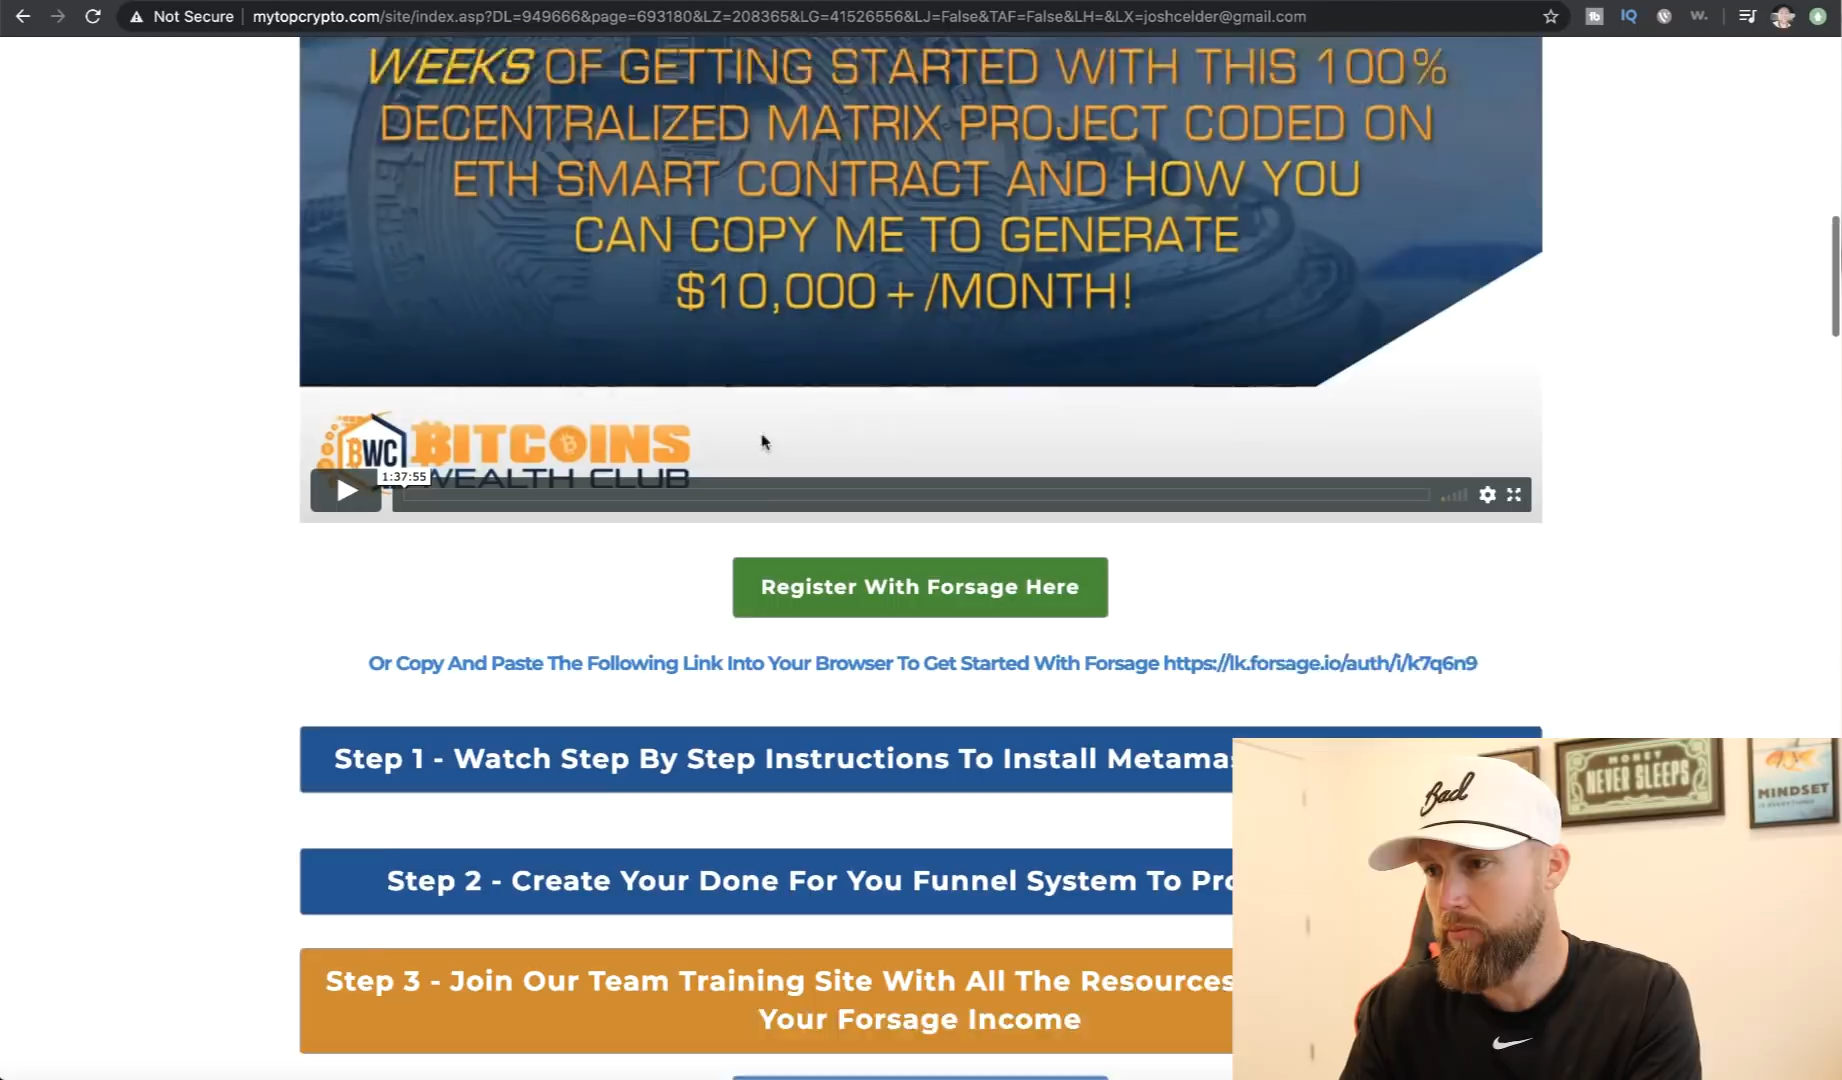 Not Secure
mytopcrypto.com/site/index.asp?DL=949666&page=693180&LZ=208365&LG=41526556&LJ=False&TAF=False&LH=&LX=joshcelder@gmail.com
tb
IQ
W.
WEEKS OF GETTING STARTED WITH THIS 100%
DECENTRALIZED MATRIX PROJECT CODED ON
ETH SMART CONTRACT AND HOW YOU
CAN COPY ME TO GENERATE
$10,000+/MONTH!
BWC BITCOINS
WEALTH CLUB
1:37:55
Register With Forsage Here
Or Copy And Paste The Following Link Into Your Browser To Get Started With Forsage https://lk.forsage.io/auth/i/k7q6n9
Step 1 - Watch Step By Step Instructions To Install Metamas
Step 2 - Create Your Done For You Funnel System To Pro
Step 3 - Join Our Team Training Site With All The Resources
Your Forsage Income
Bad
MONEY
NEVER SLEEPS
MINDSET